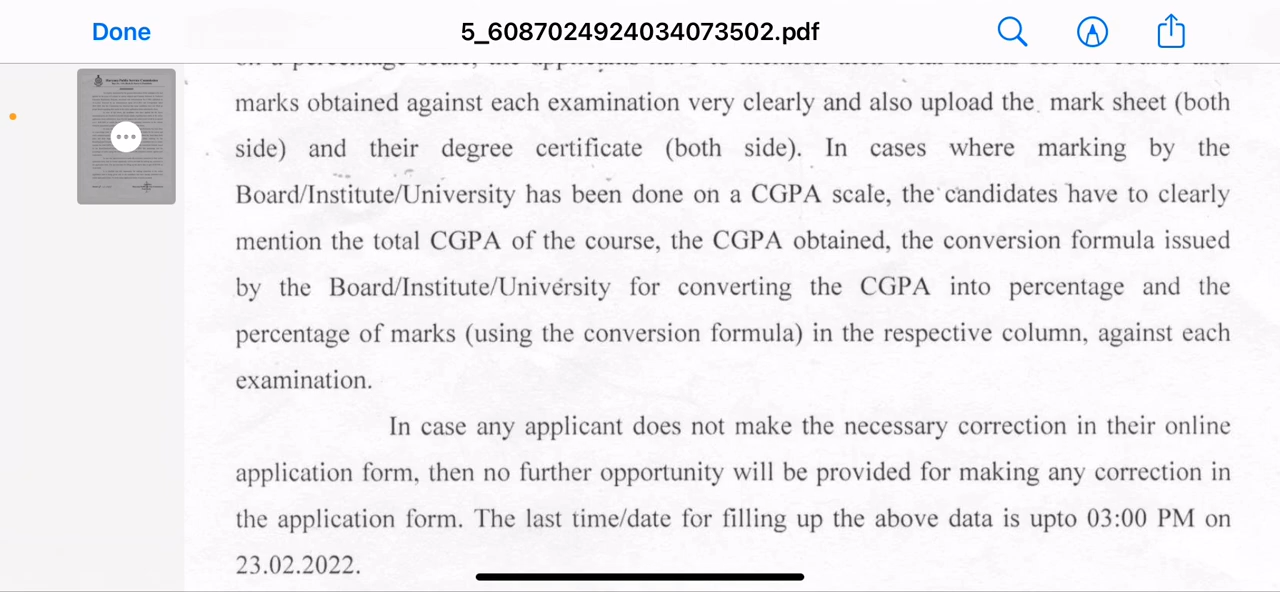 Done
5_6087024924034073502.pdf
marks obtained against each examination very clearly and also upload the mark sheet (both
side) and their degree certificate (both side). In cases where marking by the
Board/Institute/University has been done on a CGPA scale, the candidates have to clearly
mention the total CGPA of the course, the CGPA obtained, the conversion formula issued
by the Board/Institute/University for converting the CGPA into percentage and the
percentage of marks (using the conversion formula) in the respective column, against each
examination.
In case any applicant does not make the necessary correction in their online
application form, then no further opportunity will be provided for making any correction in
the application form. The last time/date for filling up the above data is upto 03:00 PM on
23.02.2022.